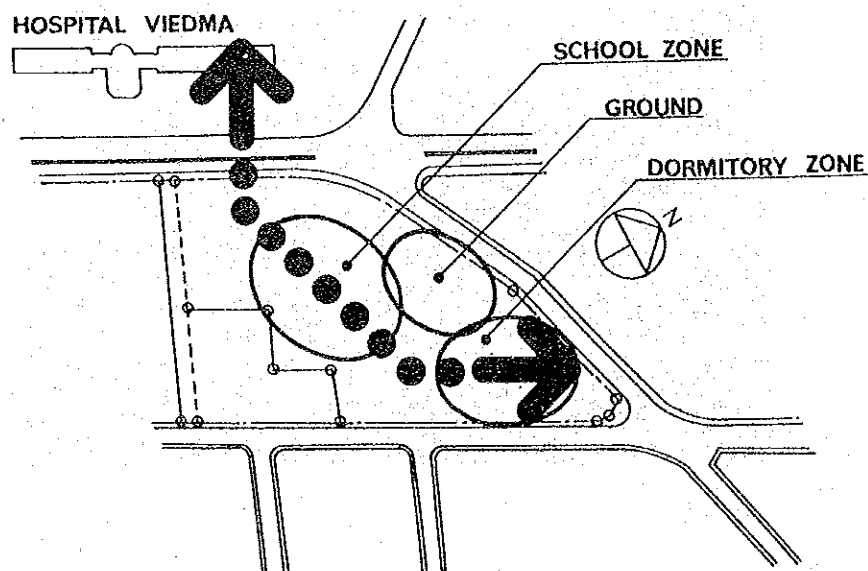 HOSPITAL VIEDMA
SCHOOL ZONE
GROUND
DORMITORY ZONE
N